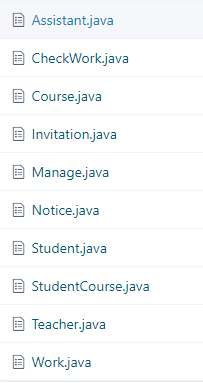 Assistant.java
CheckWork.java
Course.java
Invitation.java
Manage.java
Notice.java
Student.java
StudentCourse.java
Teacher.java
Work.java